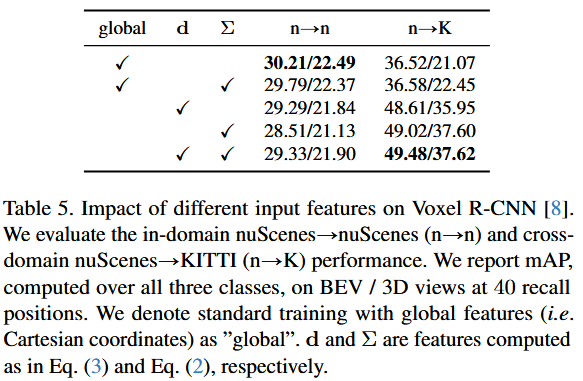 global d Σ n→n n→K
✓ 30.21/22.49 36.52/21.07
✓ ✓ 29.79/22.37 36.58/22.45
✓ 29.29/21.84 48.61/35.95
✓ 28.51/21.13 49.02/37.60
✓ ✓ 29.33/21.90 49.48/37.62
Table 5. Impact of different input features on Voxel R-CNN [8].
We evaluate the in-domain nuScenes→nuScenes (n→n) and cross-
domain nuScenes→KITTI (n→K) performance. We report mAP,
computed over all three classes, on BEV / 3D views at 40 recall
positions. We denote standard training with global features (i.e.
Cartesian coordinates) as ”global”. d and Σ are features computed
as in Eq. (3) and Eq. (2), respectively.